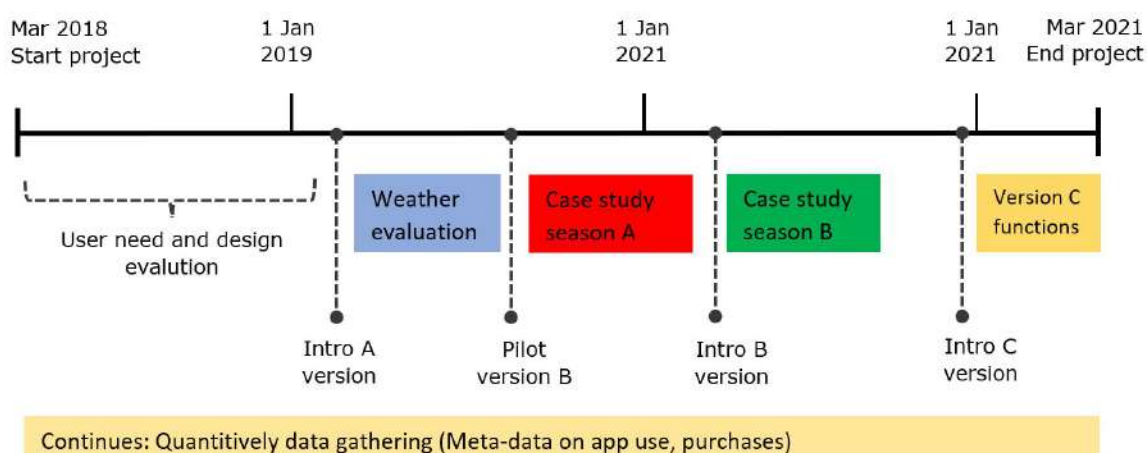 Mar 2018
Start project
1 Jan
2019
1 Jan
2021
1 Jan
2021
Mar 2021
End project
User need and design
evalution
Weather
evaluation
Case study
season A
Case study
season B
Version C
functions
Intro A
version
Pilot
version B
Intro B
version
Intro C
version
Continues: Quantitively data gathering (Meta-data on app use, purchases)